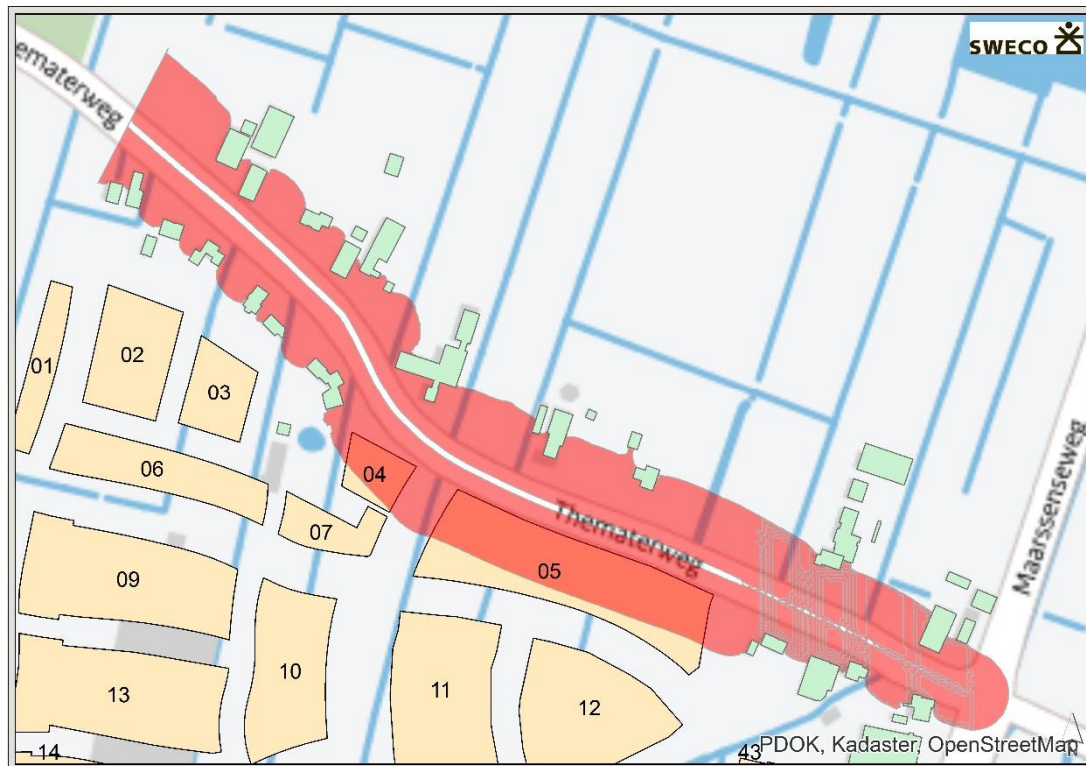 SWECO
ematerweg
01
02
03
04
06
07
05
Thematerweg
Maarssenseweg
09
10
11
12
13
14
43
PDOK, Kadaster, OpenStreetMap
N